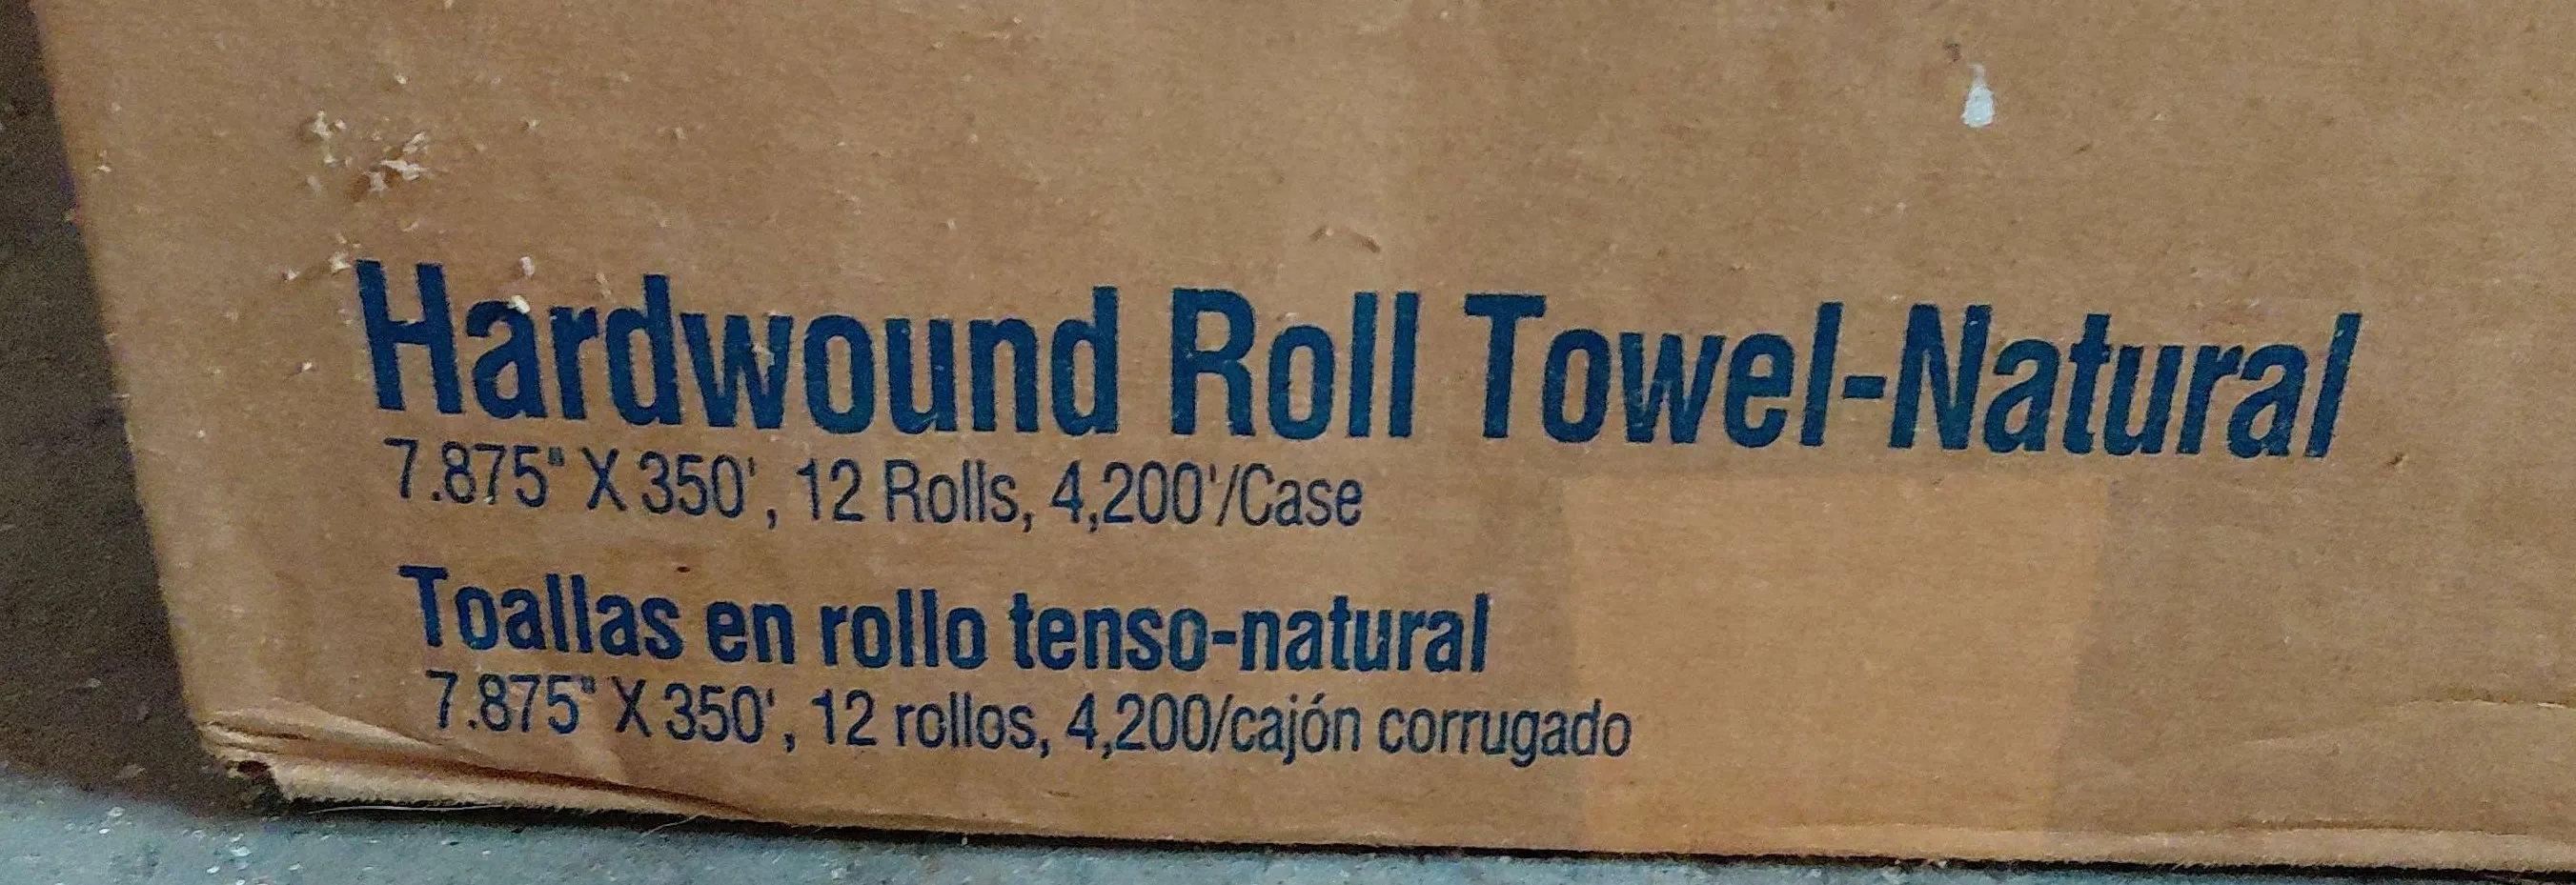 Hardwound Roll Towel-Natural
7.875" X 350', 12 Rolls, 4,200'/Case
Toallas en rollo tenso-natural
7.875" X 350', 12 rollos, 4,200/cajón corrugado